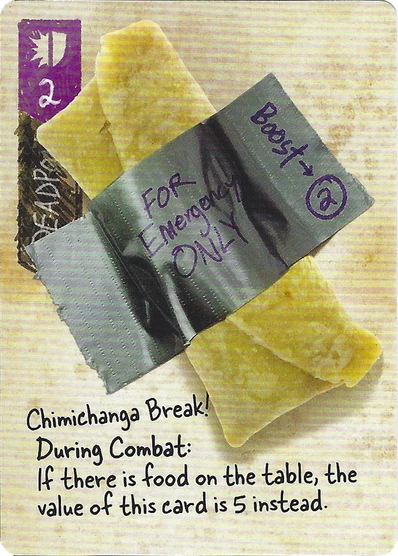 2
DEADPO
Boost→
2
FOR
Emergency
ONLY
Chimichanga Break!
During Combat:
If there is food on the table, the
value of this card is 5 instead.